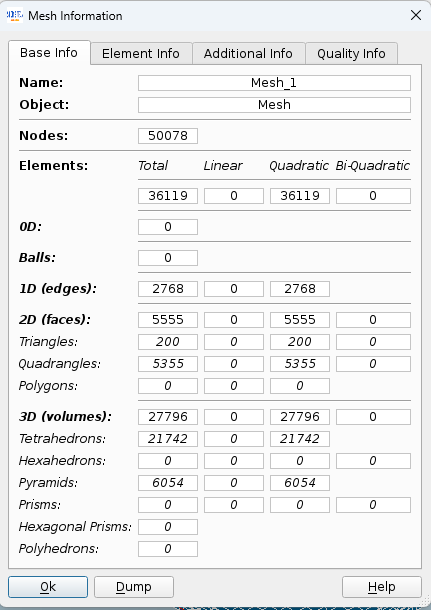 Mesh Information
Base Info Element Info Additional Info Quality Info
Name: Mesh_1
Object: Mesh
Nodes: 50078
Elements: Total Linear Quadratic Bi-Quadratic
36119 0 36119 0
0D: 0
Balls: 0
1D (edges): 2768 0 2768
2D (faces): 5555 0 5555 0
Triangles: 200 0 200 0
Quadrangles: 5355 0 5355 0
Polygons: 0 0 0
3D (volumes): 27796 0 27796 0
Tetrahedrons: 21742 0 21742
Hexahedrons: 0 0 0 0
Pyramids: 6054 0 6054
Prisms: 0 0 0 0
Hexagonal Prisms: 0
Polyhedrons: 0
Ok Dump Help